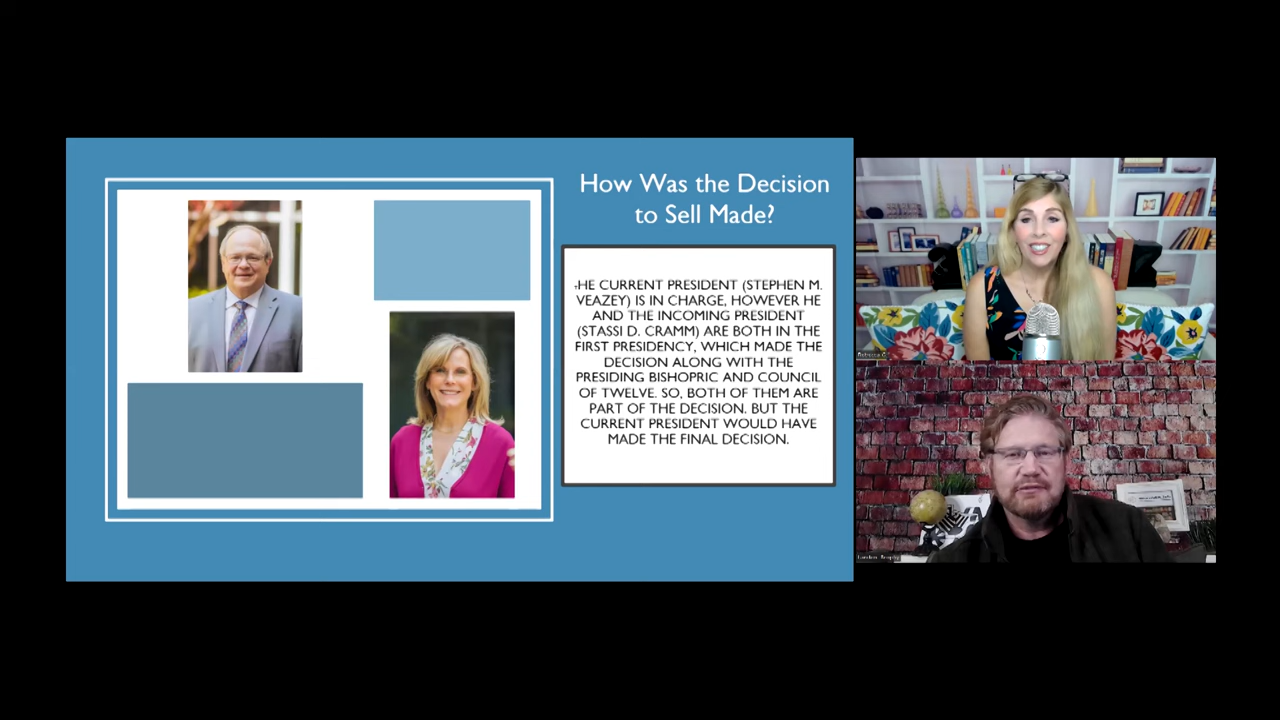 How Was the Decision
to Sell Made?
HE CURRENT PRESIDENT (STEPHEN M.
VEAZEY) IS IN CHARGE, HOWEVER HE
AND THE INCOMING PRESIDENT
(STASSI D. CRAMM) ARE BOTH IN THE
FIRST PRESIDENCY, WHICH MADE THE
DECISION ALONG WITH THE
PRESIDING BISHOPRIC AND COUNCIL
OF TWELVE. SO, BOTH OF THEM ARE
PART OF THE DECISION. BUT THE
CURRENT PRESIDENT WOULD HAVE
MADE THE FINAL DECISION.
Rebecca G